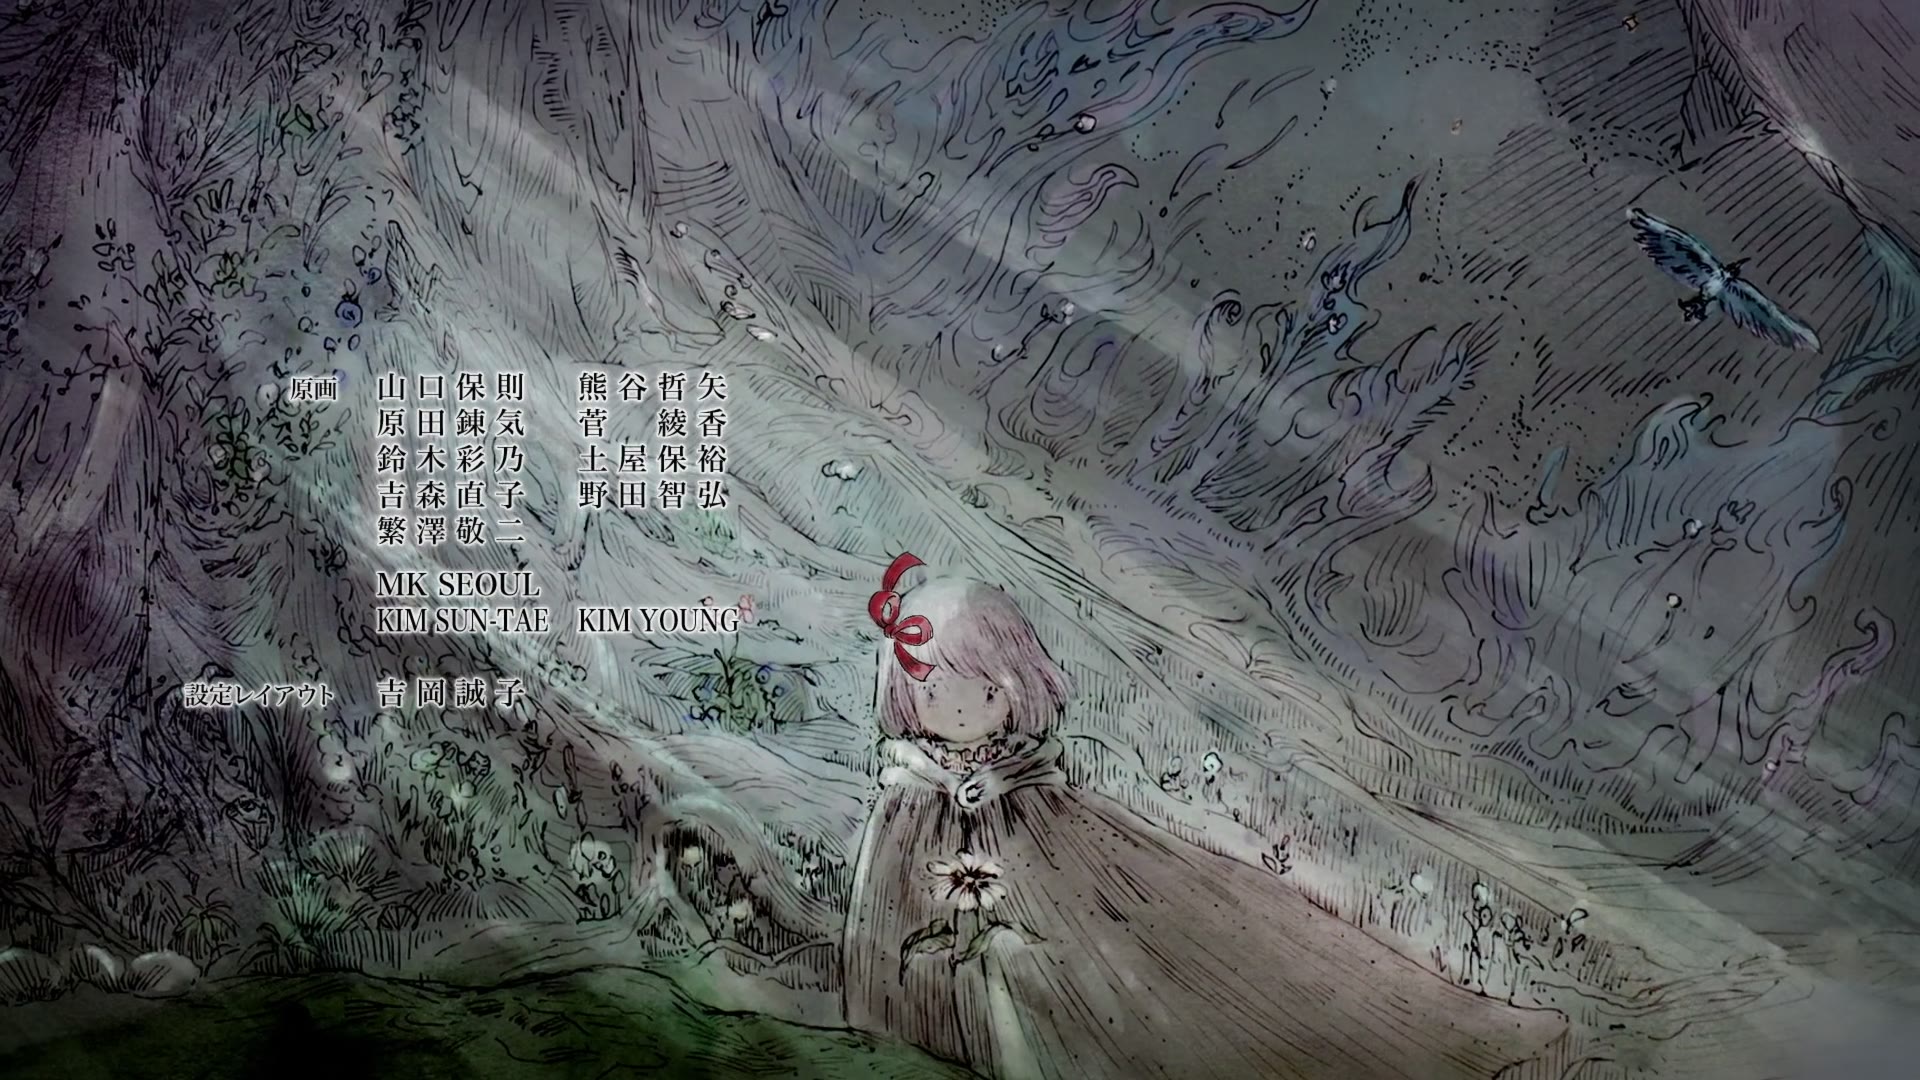 原画 山口保則 熊谷哲矢
原田錬気 菅 綾香
鈴木彩乃 土屋保裕
吉森直子 野田智弘
繁澤敬二
MK SEOUL
KIM SUN-TAE KIM YOUNG
設定レイアウト 吉岡誠子